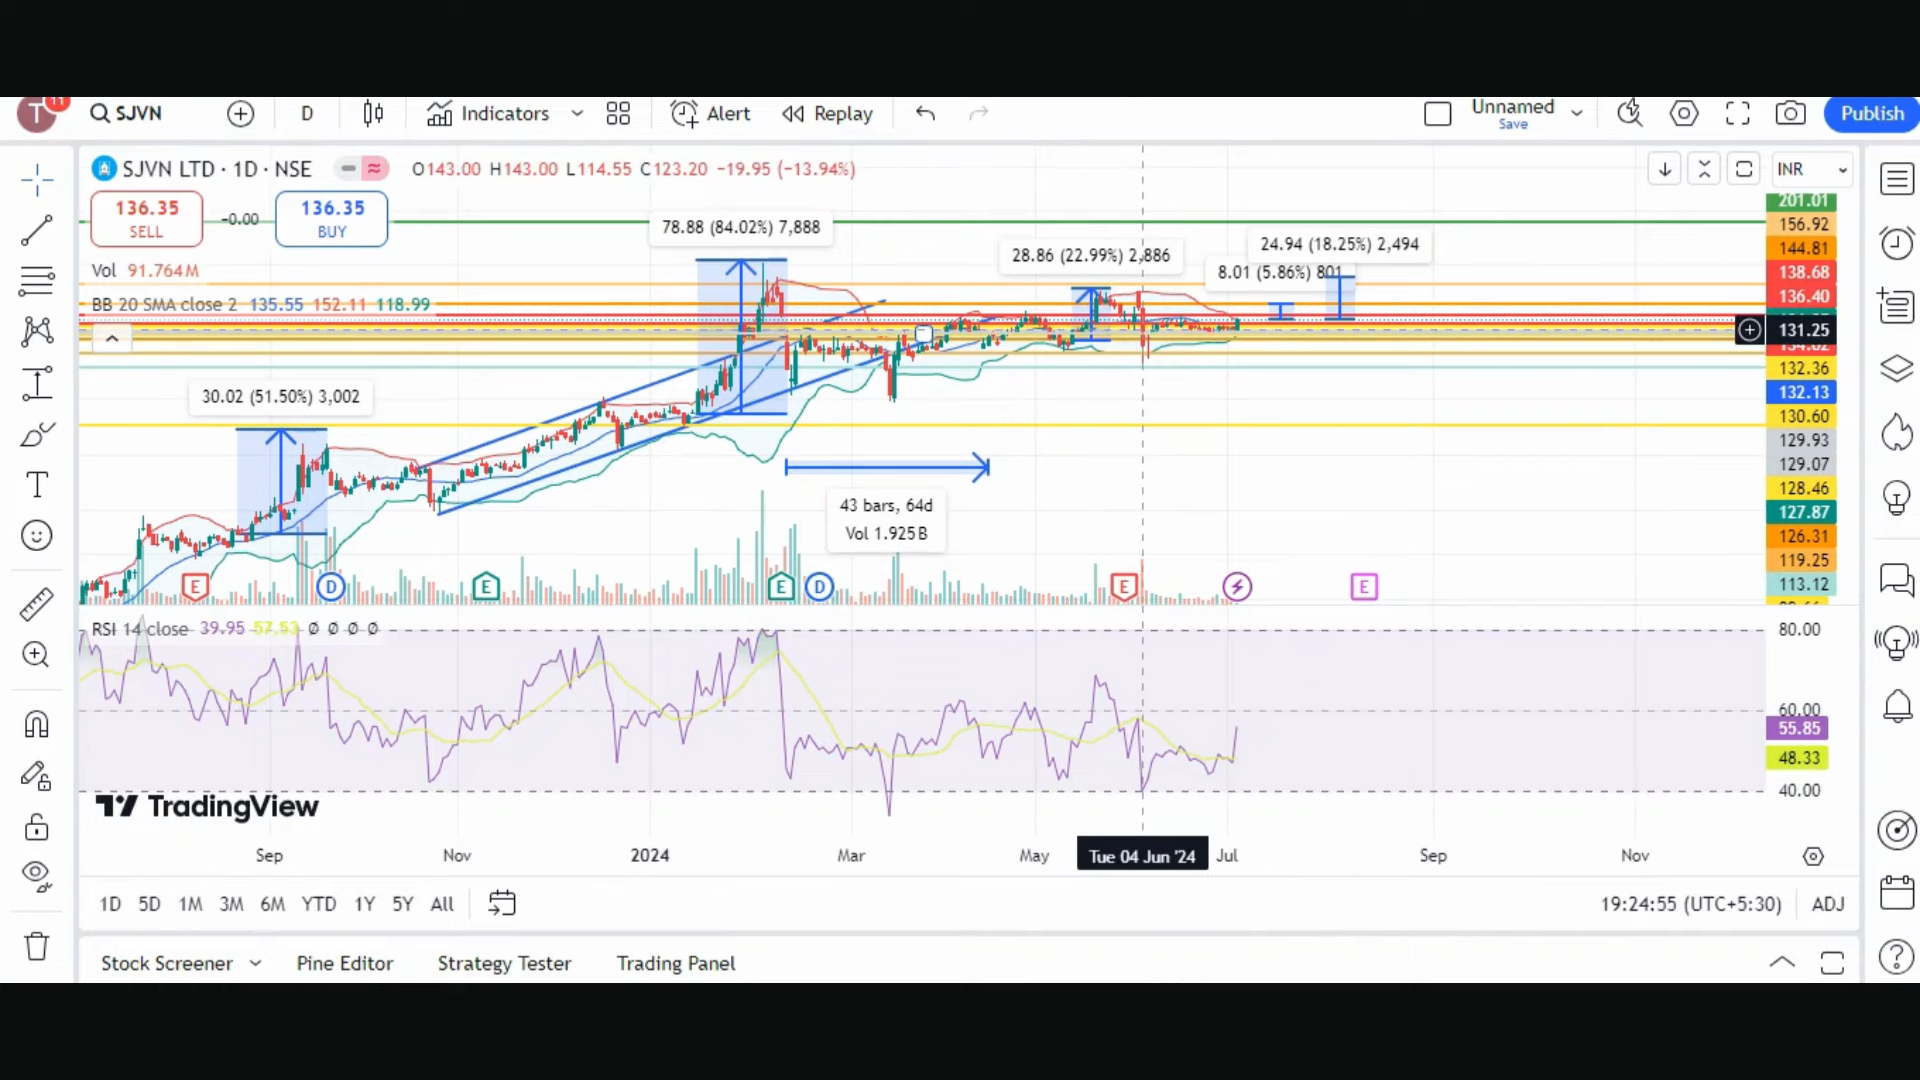 T
11
SJVN
D
Indicators
Alert
Replay
Unnamed
Save
Publish
SJVN LTD · 1D · NSE
O143.00 H143.00 L114.55 C123.20 −19.95 (−13.94%)
INR
136.35
SELL
−0.00
136.35
BUY
Vol 91.764M
BB 20 SMA close 2 135.55 152.11 118.99
78.88 (84.02%) 7,888
28.86 (22.99%) 2,886
24.94 (18.25%) 2,494
8.01 (5.86%) 801
30.02 (51.50%) 3,002
43 bars, 64d
Vol 1.925B
201.01
156.92
144.81
138.68
136.40
131.25
132.36
132.13
130.60
129.93
129.07
128.46
127.87
126.31
119.25
113.12
E
D
E
E
D
E
E
RSI 14 close 39.95 57.53 Ø Ø Ø Ø
80.00
60.00
55.85
48.33
40.00
TradingView
Sep
Nov
2024
Mar
May
Tue 04 Jun '24
Jul
Sep
Nov
1D 5D 1M 3M 6M YTD 1Y 5Y All
19:24:55 (UTC+5:30)
ADJ
Stock Screener
Pine Editor
Strategy Tester
Trading Panel